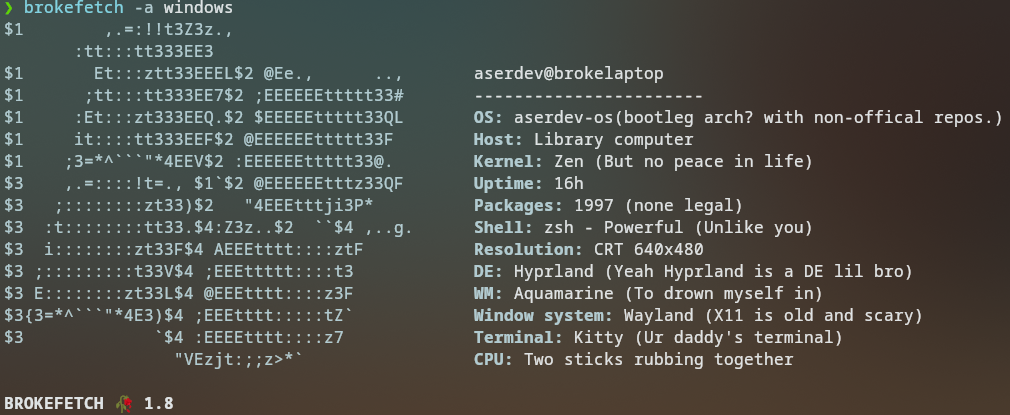 ❯ brokefetch -a windows
$1        ,.=:!!t3Z3z.,
       :tt:::tt333EE3
$1       Et:::ztt33EEEL$2 @Ee.,      ..,       aserdev@brokelaptop
$1      ;tt:::tt333EE7$2 ;EEEEEEttttt33#       -----------------------
$1     :Et:::zt333EEQ.$2 $EEEEEttttt33QL       OS: aserdev-os(bootleg arch? with non-offical repos.)
$1     it::::tt333EEF$2 @EEEEEEttttt33F        Host: Library computer
$1    ;3=*^```"*4EEV$2 :EEEEEEttttt33@.        Kernel: Zen (But no peace in life)
$3    ,.=::::!t=., $1`$2 @EEEEEEtttz33QF       Uptime: 16h
$3   ;::::::::zt33)$2   "4EEEtttji3P*          Packages: 1997 (none legal)
$3  :t::::::::tt33.$4:Z3z..$2  ``$4 ,..g.      Shell: zsh - Powerful (Unlike you)
$3  i::::::::zt33F$4 AEEEtttt::::ztF           Resolution: CRT 640x480
$3 ;:::::::::t33V$4 ;EEEttttt::::t3            DE: Hyprland (Yeah Hyprland is a DE lil bro)
$3 E::::::::zt33L$4 @EEEtttt::::z3F            WM: Aquamarine (To drown myself in)
$3{3=*^```"*4E3)$4 ;EEEtttt:::::tZ`            Window system: Wayland (X11 is old and scary)
$3             `$4 :EEEEtttt::::z7             Terminal: Kitty (Ur daddy's terminal)
                 "VEzjt:;;z>*`                 CPU: Two sticks rubbing together
BROKEFETCH 🥀 1.8